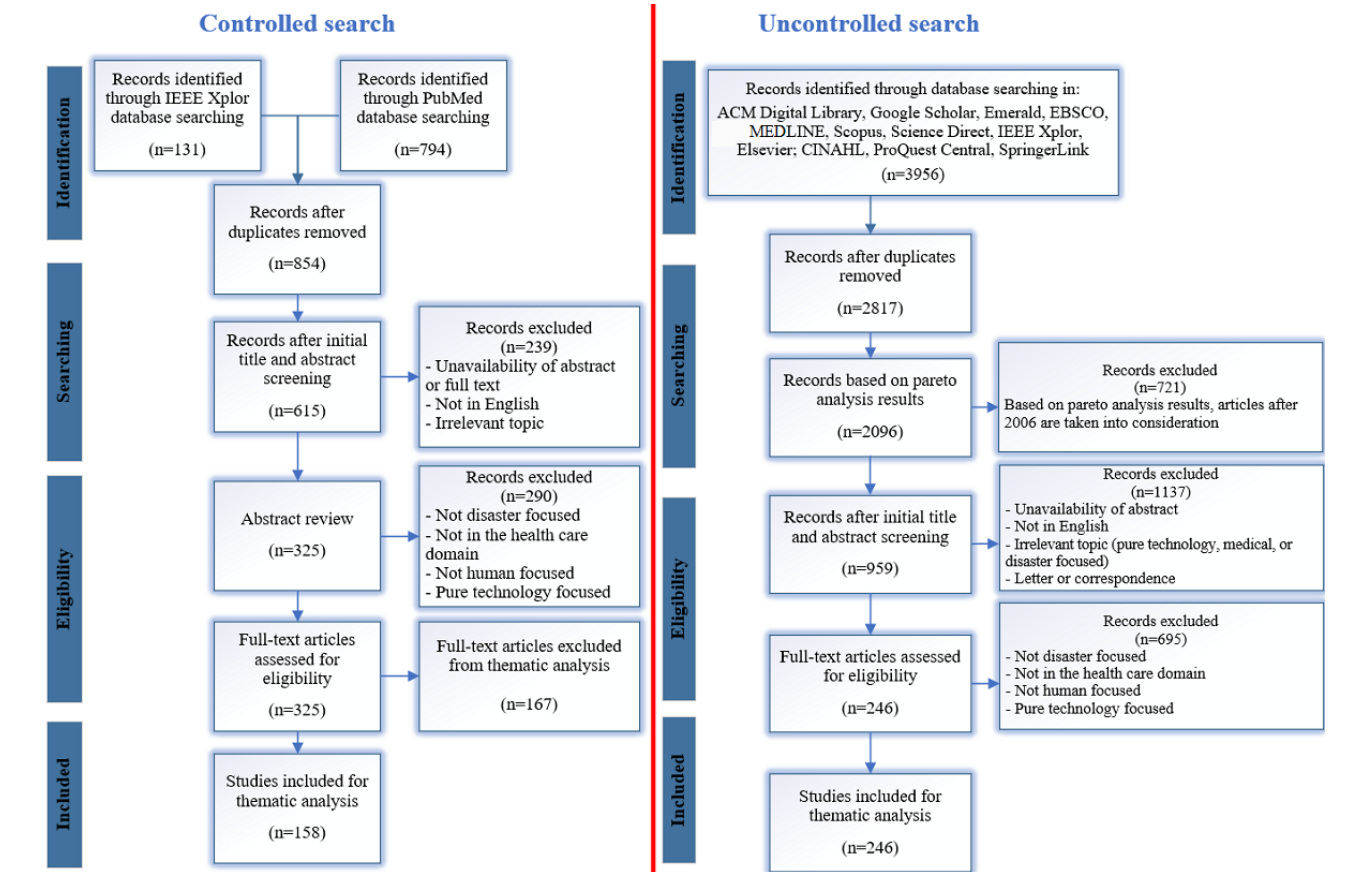 Controlled search
Identification
Records identified
through IEEE Xplor
database searching
(n=131)
Records identified
through PubMed
database searching
(n=794)
Records after
duplicates removed
(n=854)
Searching
Records after initial
title and abstract
screening
(n=615)
Records excluded
(n=239)
- Unavailability of abstract
or full text
- Not in English
- Irrelevant topic
Eligibility
Abstract review
(n=325)
Records excluded
(n=290)
- Not disaster focused
- Not in the health care
domain
- Not human focused
- Pure technology focused
Full-text articles
assessed for
eligibility
(n=325)
Full-text articles excluded
from thematic analysis
(n=167)
Included
Studies included for
thematic analysis
(n=158)
Uncontrolled search
Identification
Records identified through database searching in:
ACM Digital Library, Google Scholar, Emerald, EBSCO,
MEDLINE, Scopus, Science Direct, IEEE Xplor,
Elsevier; CINAHL, ProQuest Central, SpringerLink
(n=3956)
Records after duplicates
removed
(n=2817)
Searching
Records based on pareto
analysis results
(n=2096)
Records excluded
(n=721)
Based on pareto analysis results, articles after
2006 are taken into consideration
Eligibility
Records after initial title
and abstract screening
(n=959)
Records excluded
(n=1137)
- Unavailability of abstract
- Not in English
- Irrelevant topic (pure technology, medical, or
disaster focused)
- Letter or correspondence
Full-text articles assessed
for eligibility
(n=246)
Records excluded
(n=695)
- Not disaster focused
- Not in the health care domain
- Not human focused
- Pure technology focused
Included
Studies included for
thematic analysis
(n=246)